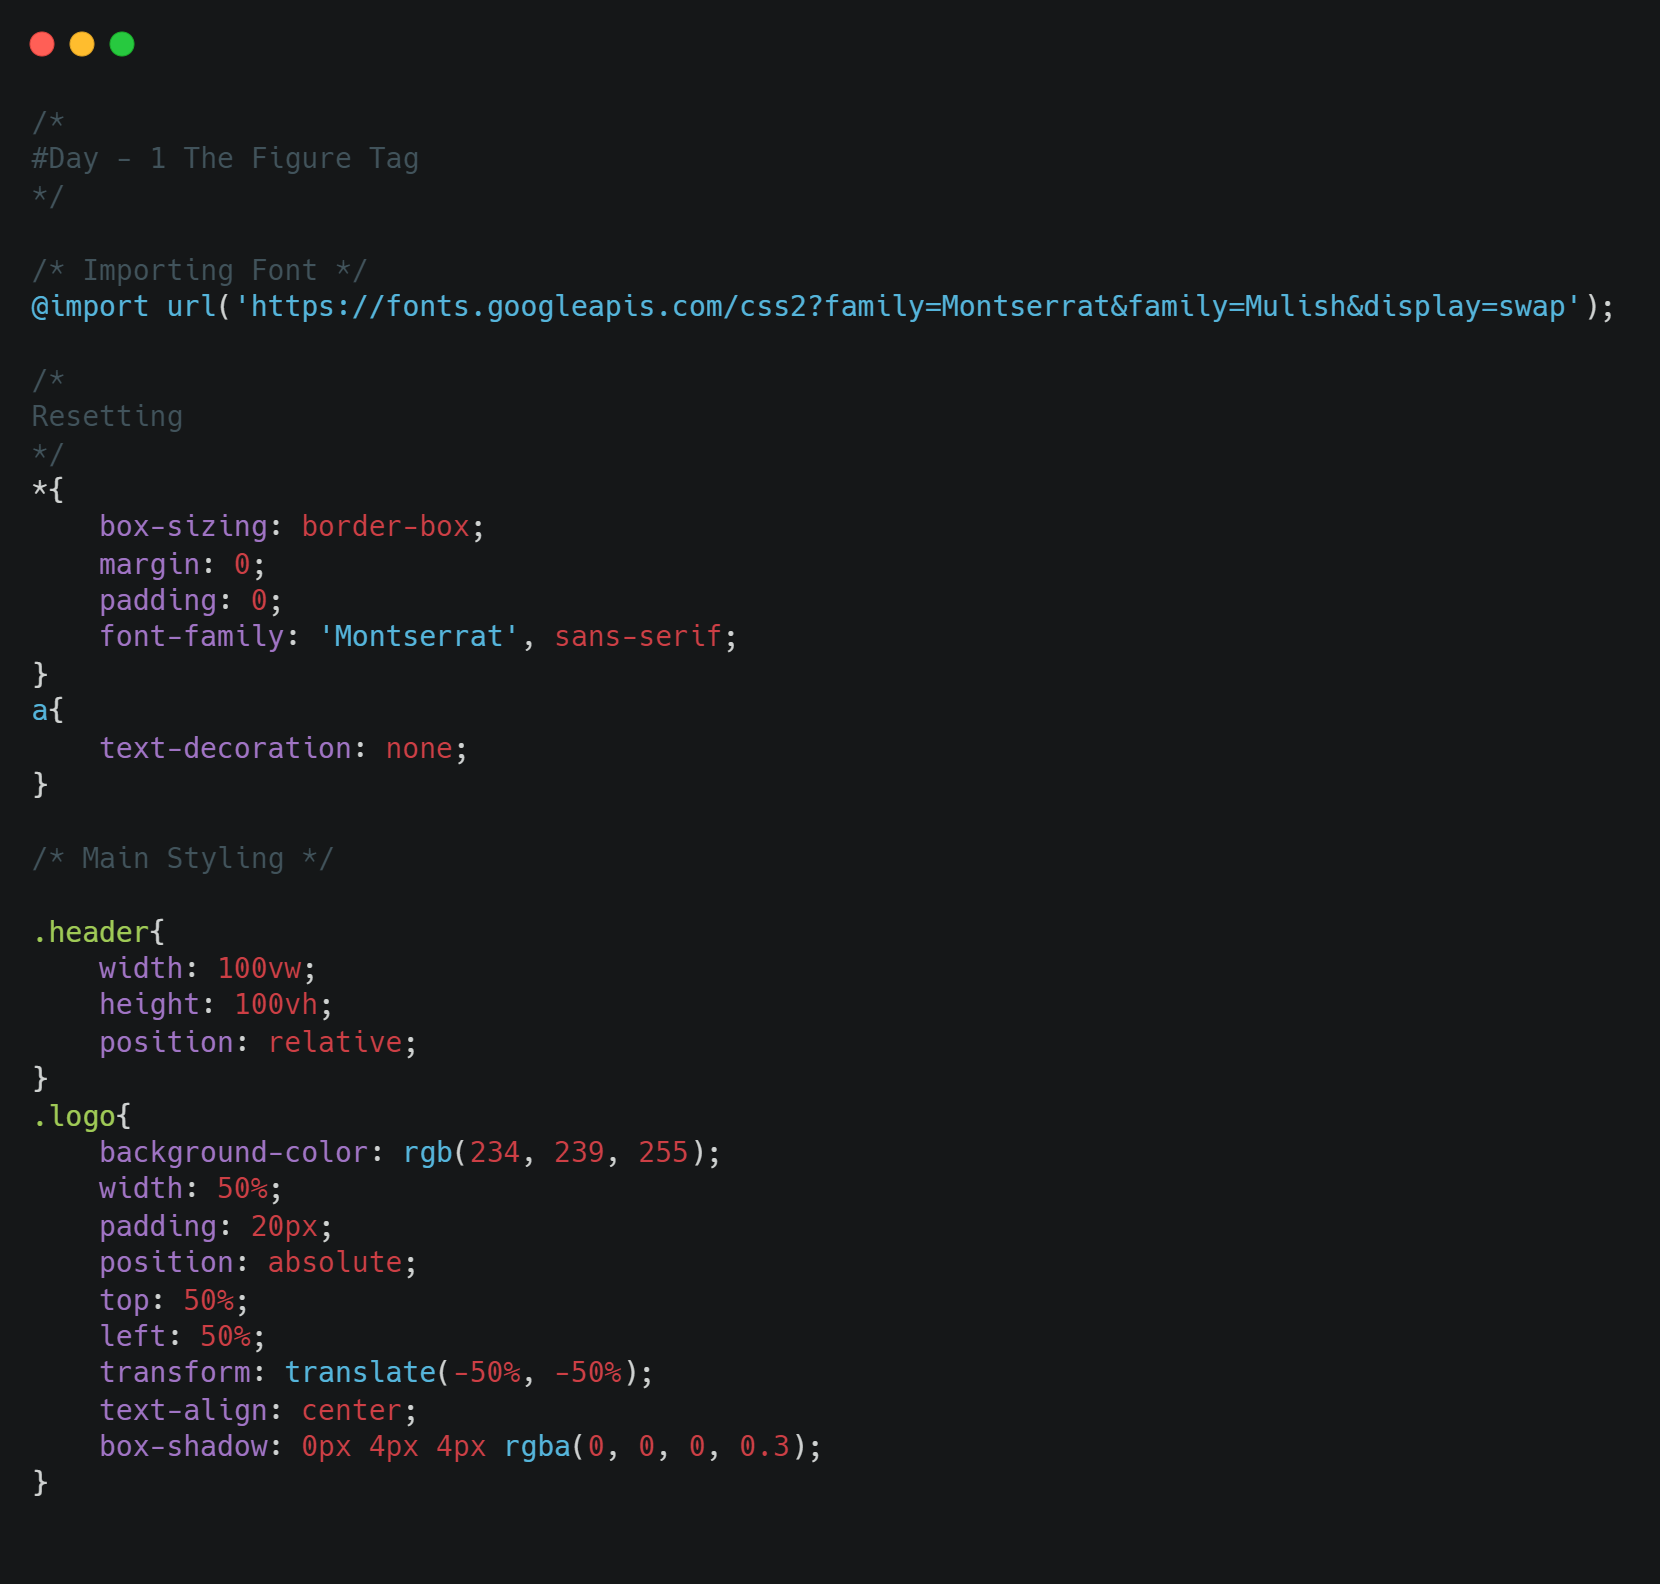 /*
#Day - 1 The Figure Tag
*/

/* Importing Font */
@import url('https://fonts.googleapis.com/css2?family=Montserrat&family=Mulish&display=swap');

/*
Resetting
*/
*{
    box-sizing: border-box;
    margin: 0;
    padding: 0;
    font-family: 'Montserrat', sans-serif;
}
a{
    text-decoration: none;
}

/* Main Styling */

.header{
    width: 100vw;
    height: 100vh;
    position: relative;
}
.logo{
    background-color: rgb(234, 239, 255);
    width: 50%;
    padding: 20px;
    position: absolute;
    top: 50%;
    left: 50%;
    transform: translate(-50%, -50%);
    text-align: center;
    box-shadow: 0px 4px 4px rgba(0, 0, 0, 0.3);
}